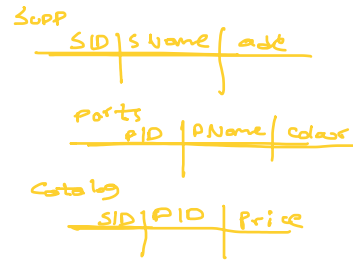 Supp
SID SName add
Parts
PID PName Colour
Catalog
SID PID Price